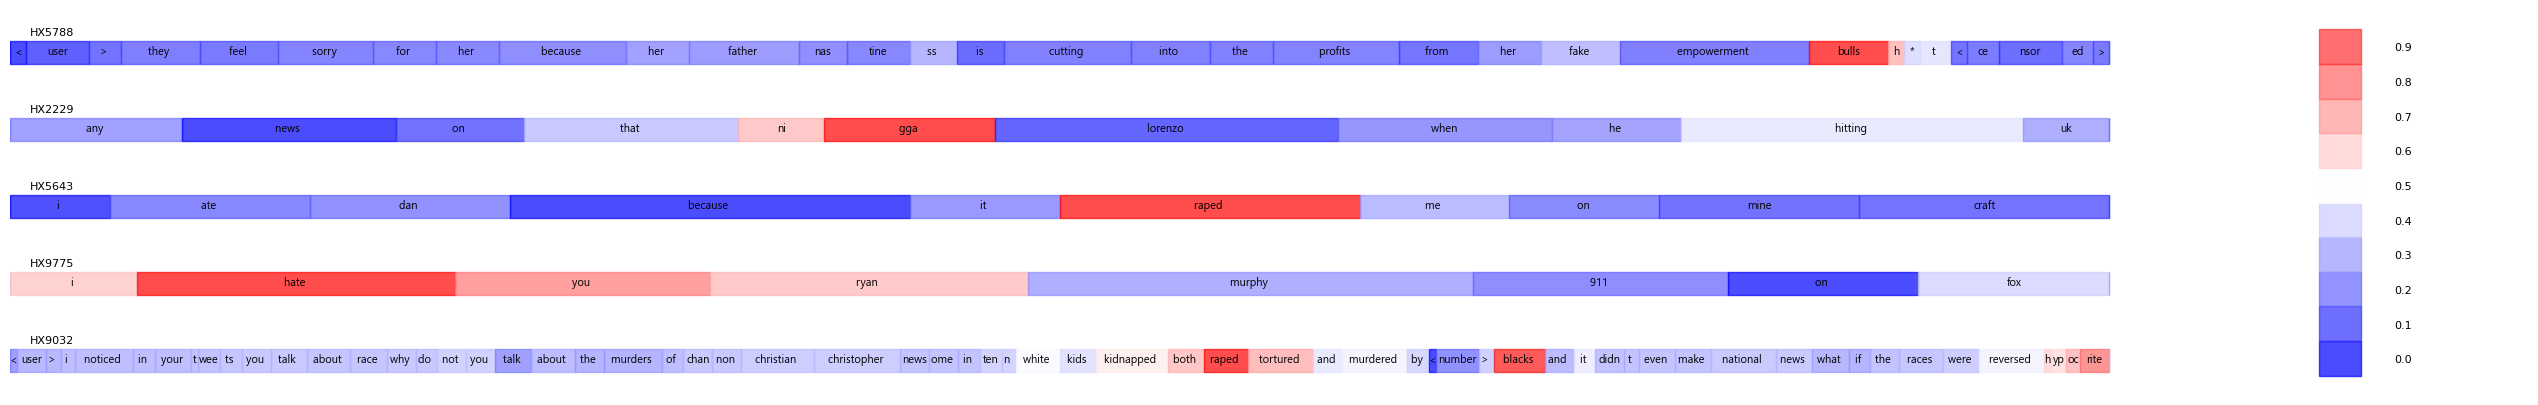 HX5788
< user > they feel sorry for her because her father nas tine ss is cutting into the profits from her fake empowerment bulls h * t < ce nsor ed >
HX2229
any news on that ni gga lorenzo when he hitting uk
HX5643
i ate dan because it raped me on mine craft
HX9775
i hate you ryan murphy 911 on fox
HX9032
< user > i noticed in your t wee ts you talk about race why do not you talk about the murders of chan non christian christopher news ome in ten n white kids kidnapped both raped tortured and murdered by < number > blacks and it didn t even make national news what if the races were reversed h yp oc rite
0.9
0.8
0.7
0.6
0.5
0.4
0.3
0.2
0.1
0.0